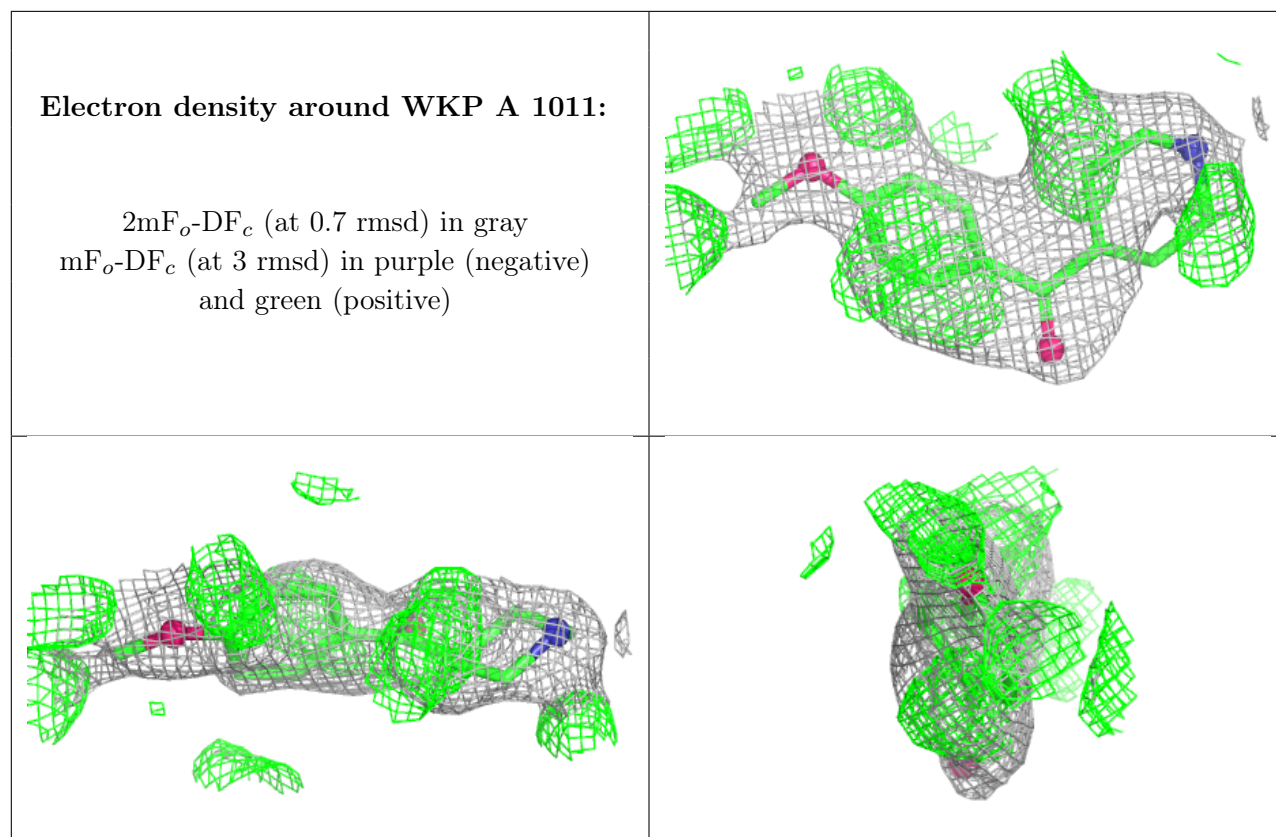 Electron density around WKP A 1011:
2mFo-DFc (at 0.7 rmsd) in gray
mFo-DFc (at 3 rmsd) in purple (negative)
and green (positive)